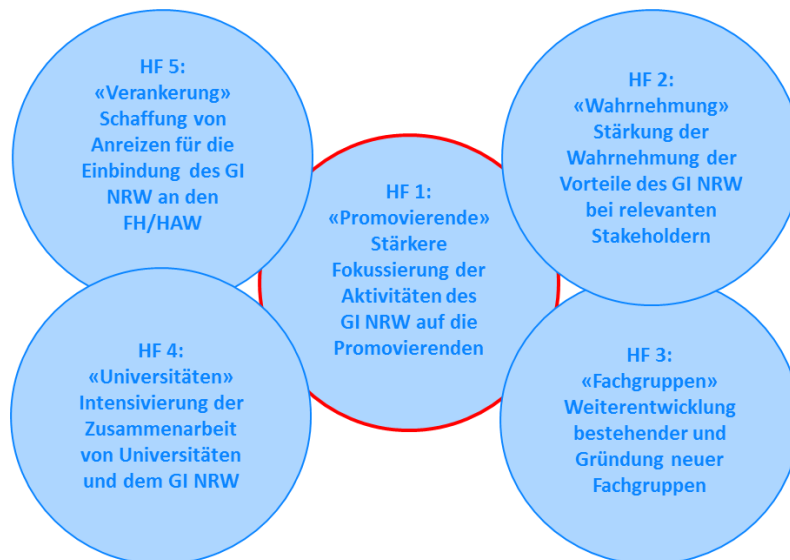 HF 5:
«Verankerung»
Schaffung von
Anreizen für die
Einbindung des GI
NRW an den
FH/HAW
HF 2:
«Wahrnehmung»
Stärkung der
Wahrnehmung der
Vorteile des GI NRW
bei relevanten
Stakeholdern
HF 1:
«Promovierende»
Stärkere
Fokussierung der
Aktivitäten des
GI NRW auf die
Promovierenden
HF 4:
«Universitäten»
Intensivierung der
Zusammenarbeit
von Universitäten
und dem GI NRW
HF 3:
«Fachgruppen»
Weiterentwicklung
bestehender und
Gründung neuer
Fachgruppen